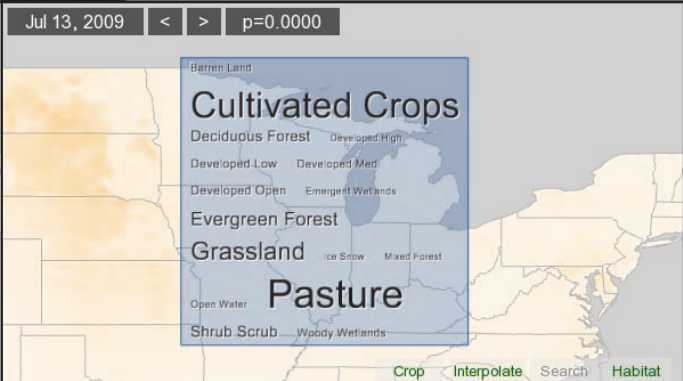 Jul 13, 2009 < > p=0.0000
Barren Land
Cultivated Crops
Deciduous Forest Developed High
Developed Low Developed Med
Developed Open Emergent Wetlands
Evergreen Forest
Grassland Ice Snow Mixed Forest
Open Water Pasture
Shrub Scrub Woody Wetlands
Crop Interpolate Search Habitat